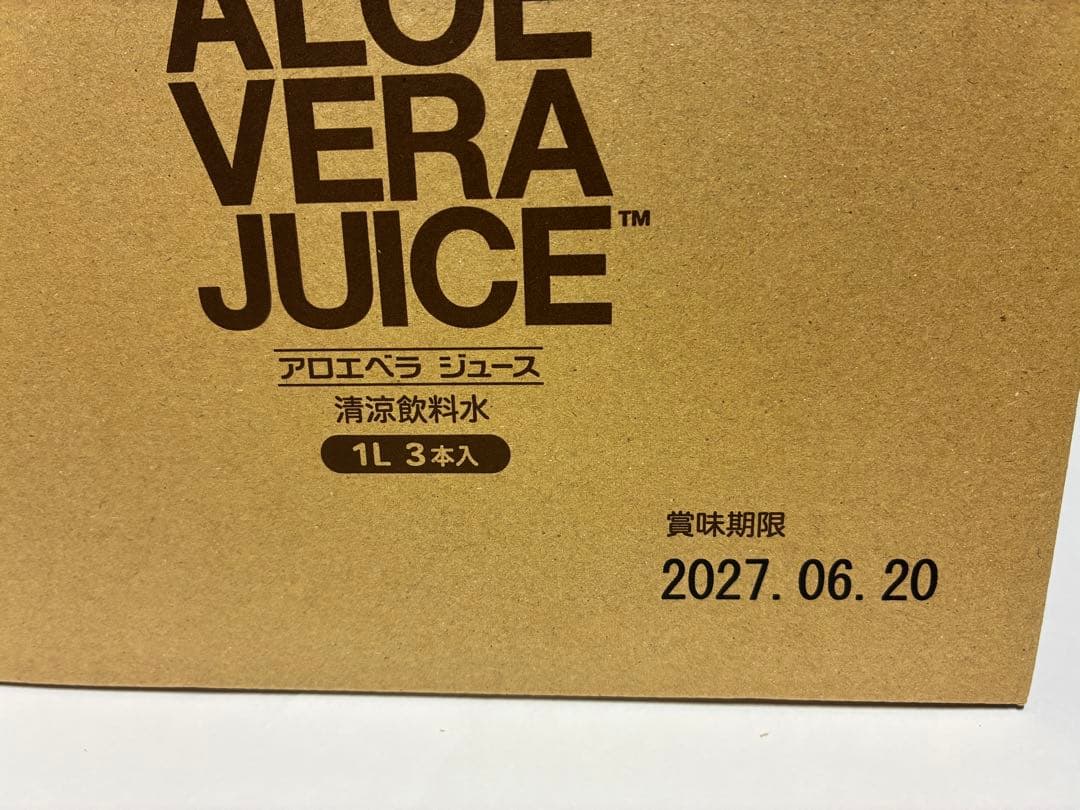 ALOE
VERA
JUICE™
アロエベラ ジュース
清涼飲料水
1L 3本入
賞味期限
2027.06.20